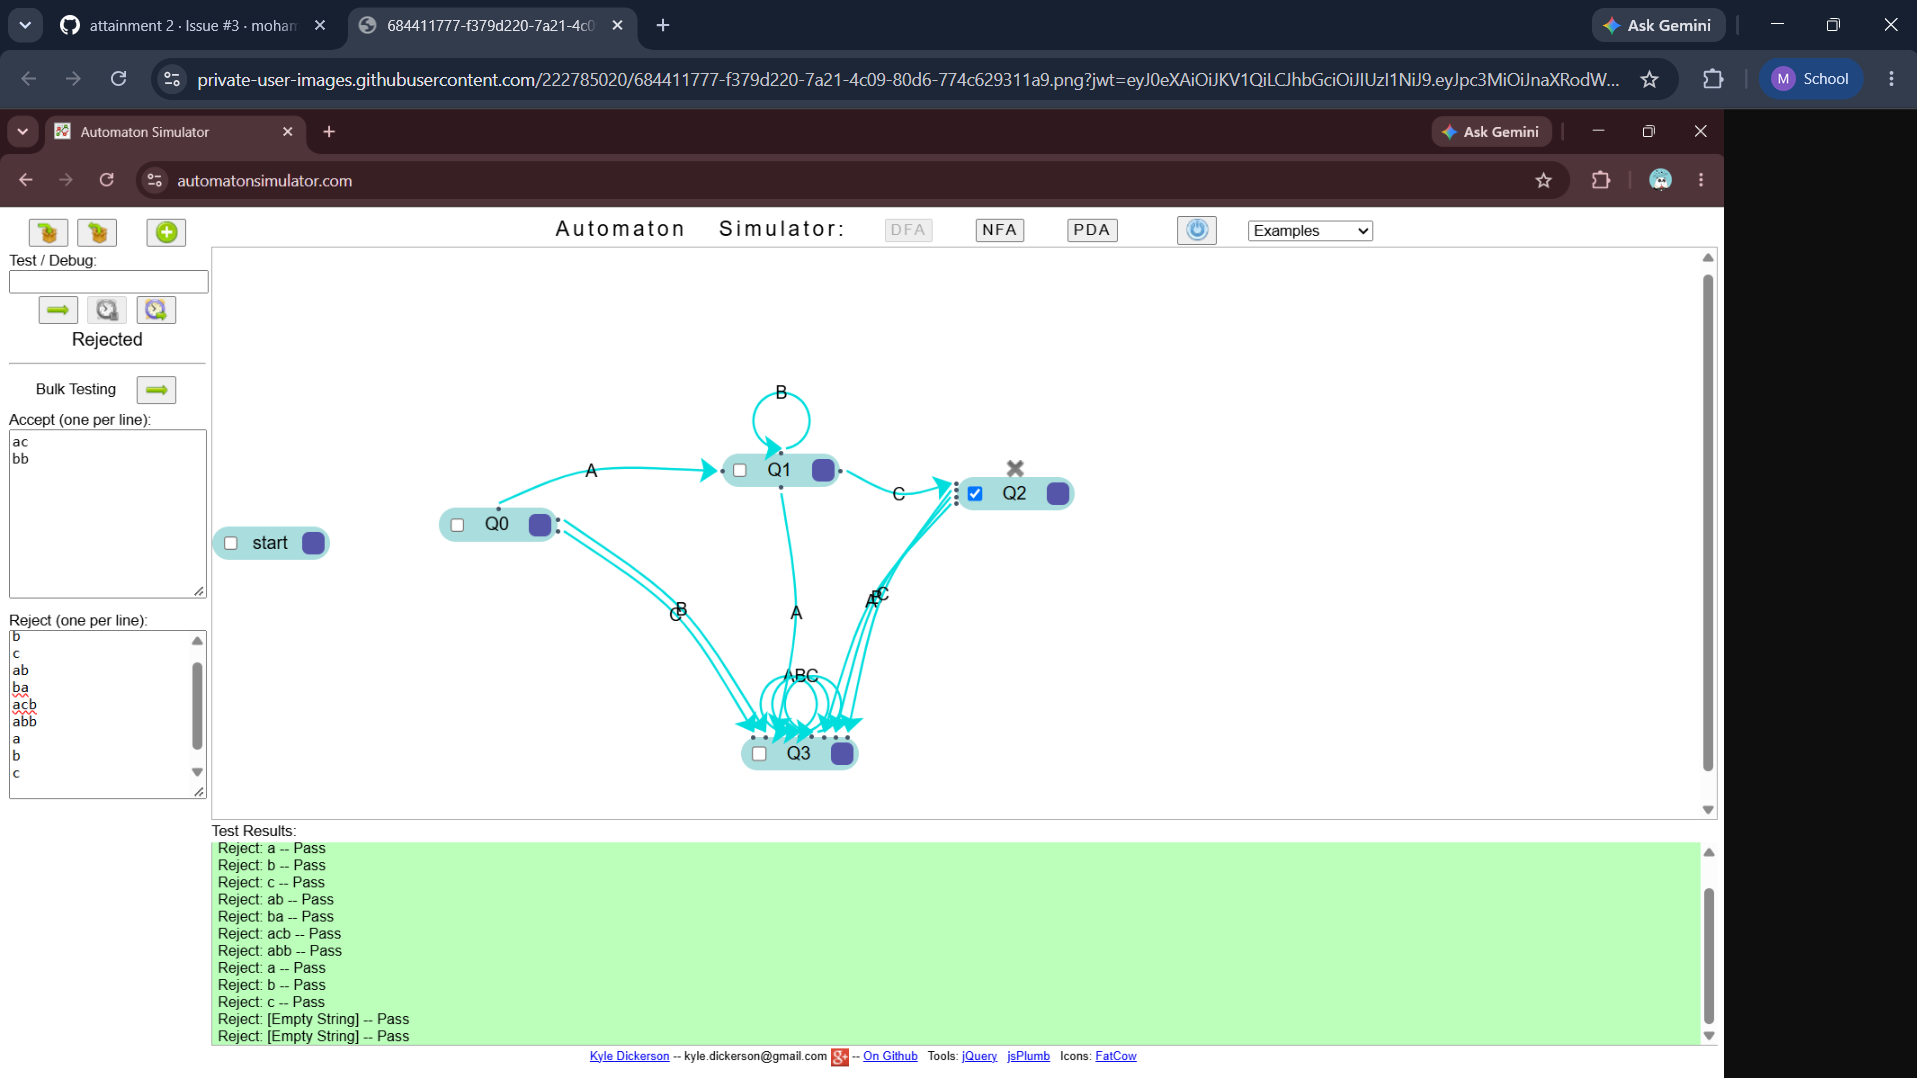 attainment 2 · Issue #3 · moham
684411777-f379d220-7a21-4c0
Ask Gemini
private-user-images.githubusercontent.com/222785020/684411777-f379d220-7a21-4c09-80d6-774c629311a9.png?jwt=eyJ0eXAiOiJKV1QiLCJhbGciOiJIUzI1NiJ9.eyJpc3MiOiJnaXRodW...
M School
Automaton Simulator
Ask Gemini
automatonsimulator.com
Automaton Simulator: DFA NFA PDA Examples
Test / Debug:
Rejected
Bulk Testing
Accept (one per line):
ac
bb
Reject (one per line):
b
c
ab
ba
acb
abb
a
b
c
start
Q0
Q1
Q2
Q3
A
B
C
B
C
A
A
B
C
ABC
Test Results:
Reject: a -- Pass
Reject: b -- Pass
Reject: c -- Pass
Reject: ab -- Pass
Reject: ba -- Pass
Reject: acb -- Pass
Reject: abb -- Pass
Reject: a -- Pass
Reject: b -- Pass
Reject: c -- Pass
Reject: [Empty String] -- Pass
Reject: [Empty String] -- Pass
Kyle Dickerson -- kyle.dickerson@gmail.com g+ -- On Github Tools: jQuery jsPlumb Icons: FatCow